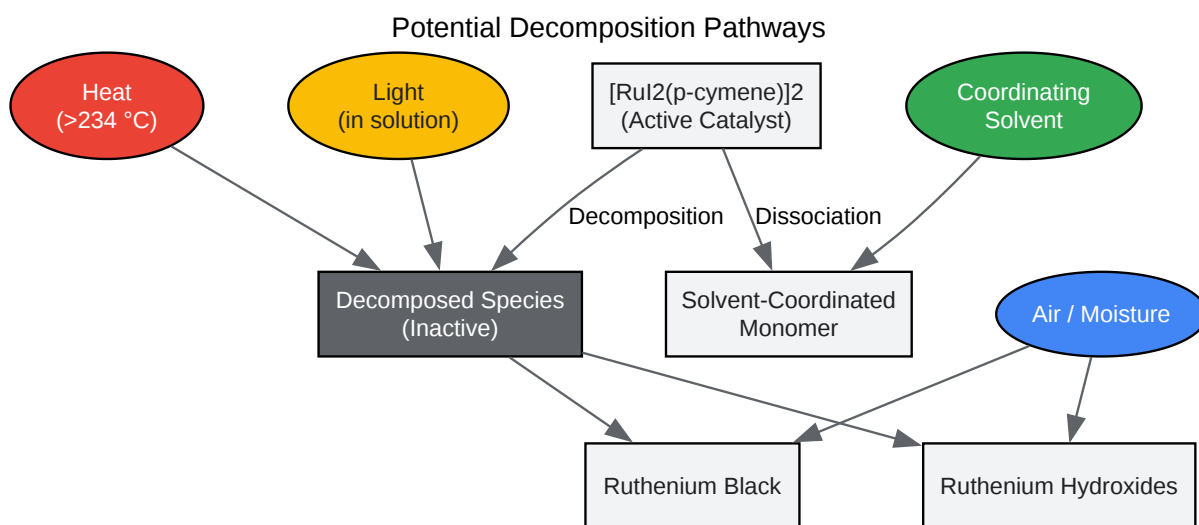 Potential Decomposition Pathways
Heat
(>234 °C)
Light
(in solution)
[RuI2(p-cymene)]2
(Active Catalyst)
Coordinating
Solvent
Decomposition
Dissociation
Decomposed Species
(Inactive)
Solvent-Coordinated
Monomer
Air / Moisture
Ruthenium Black
Ruthenium Hydroxides